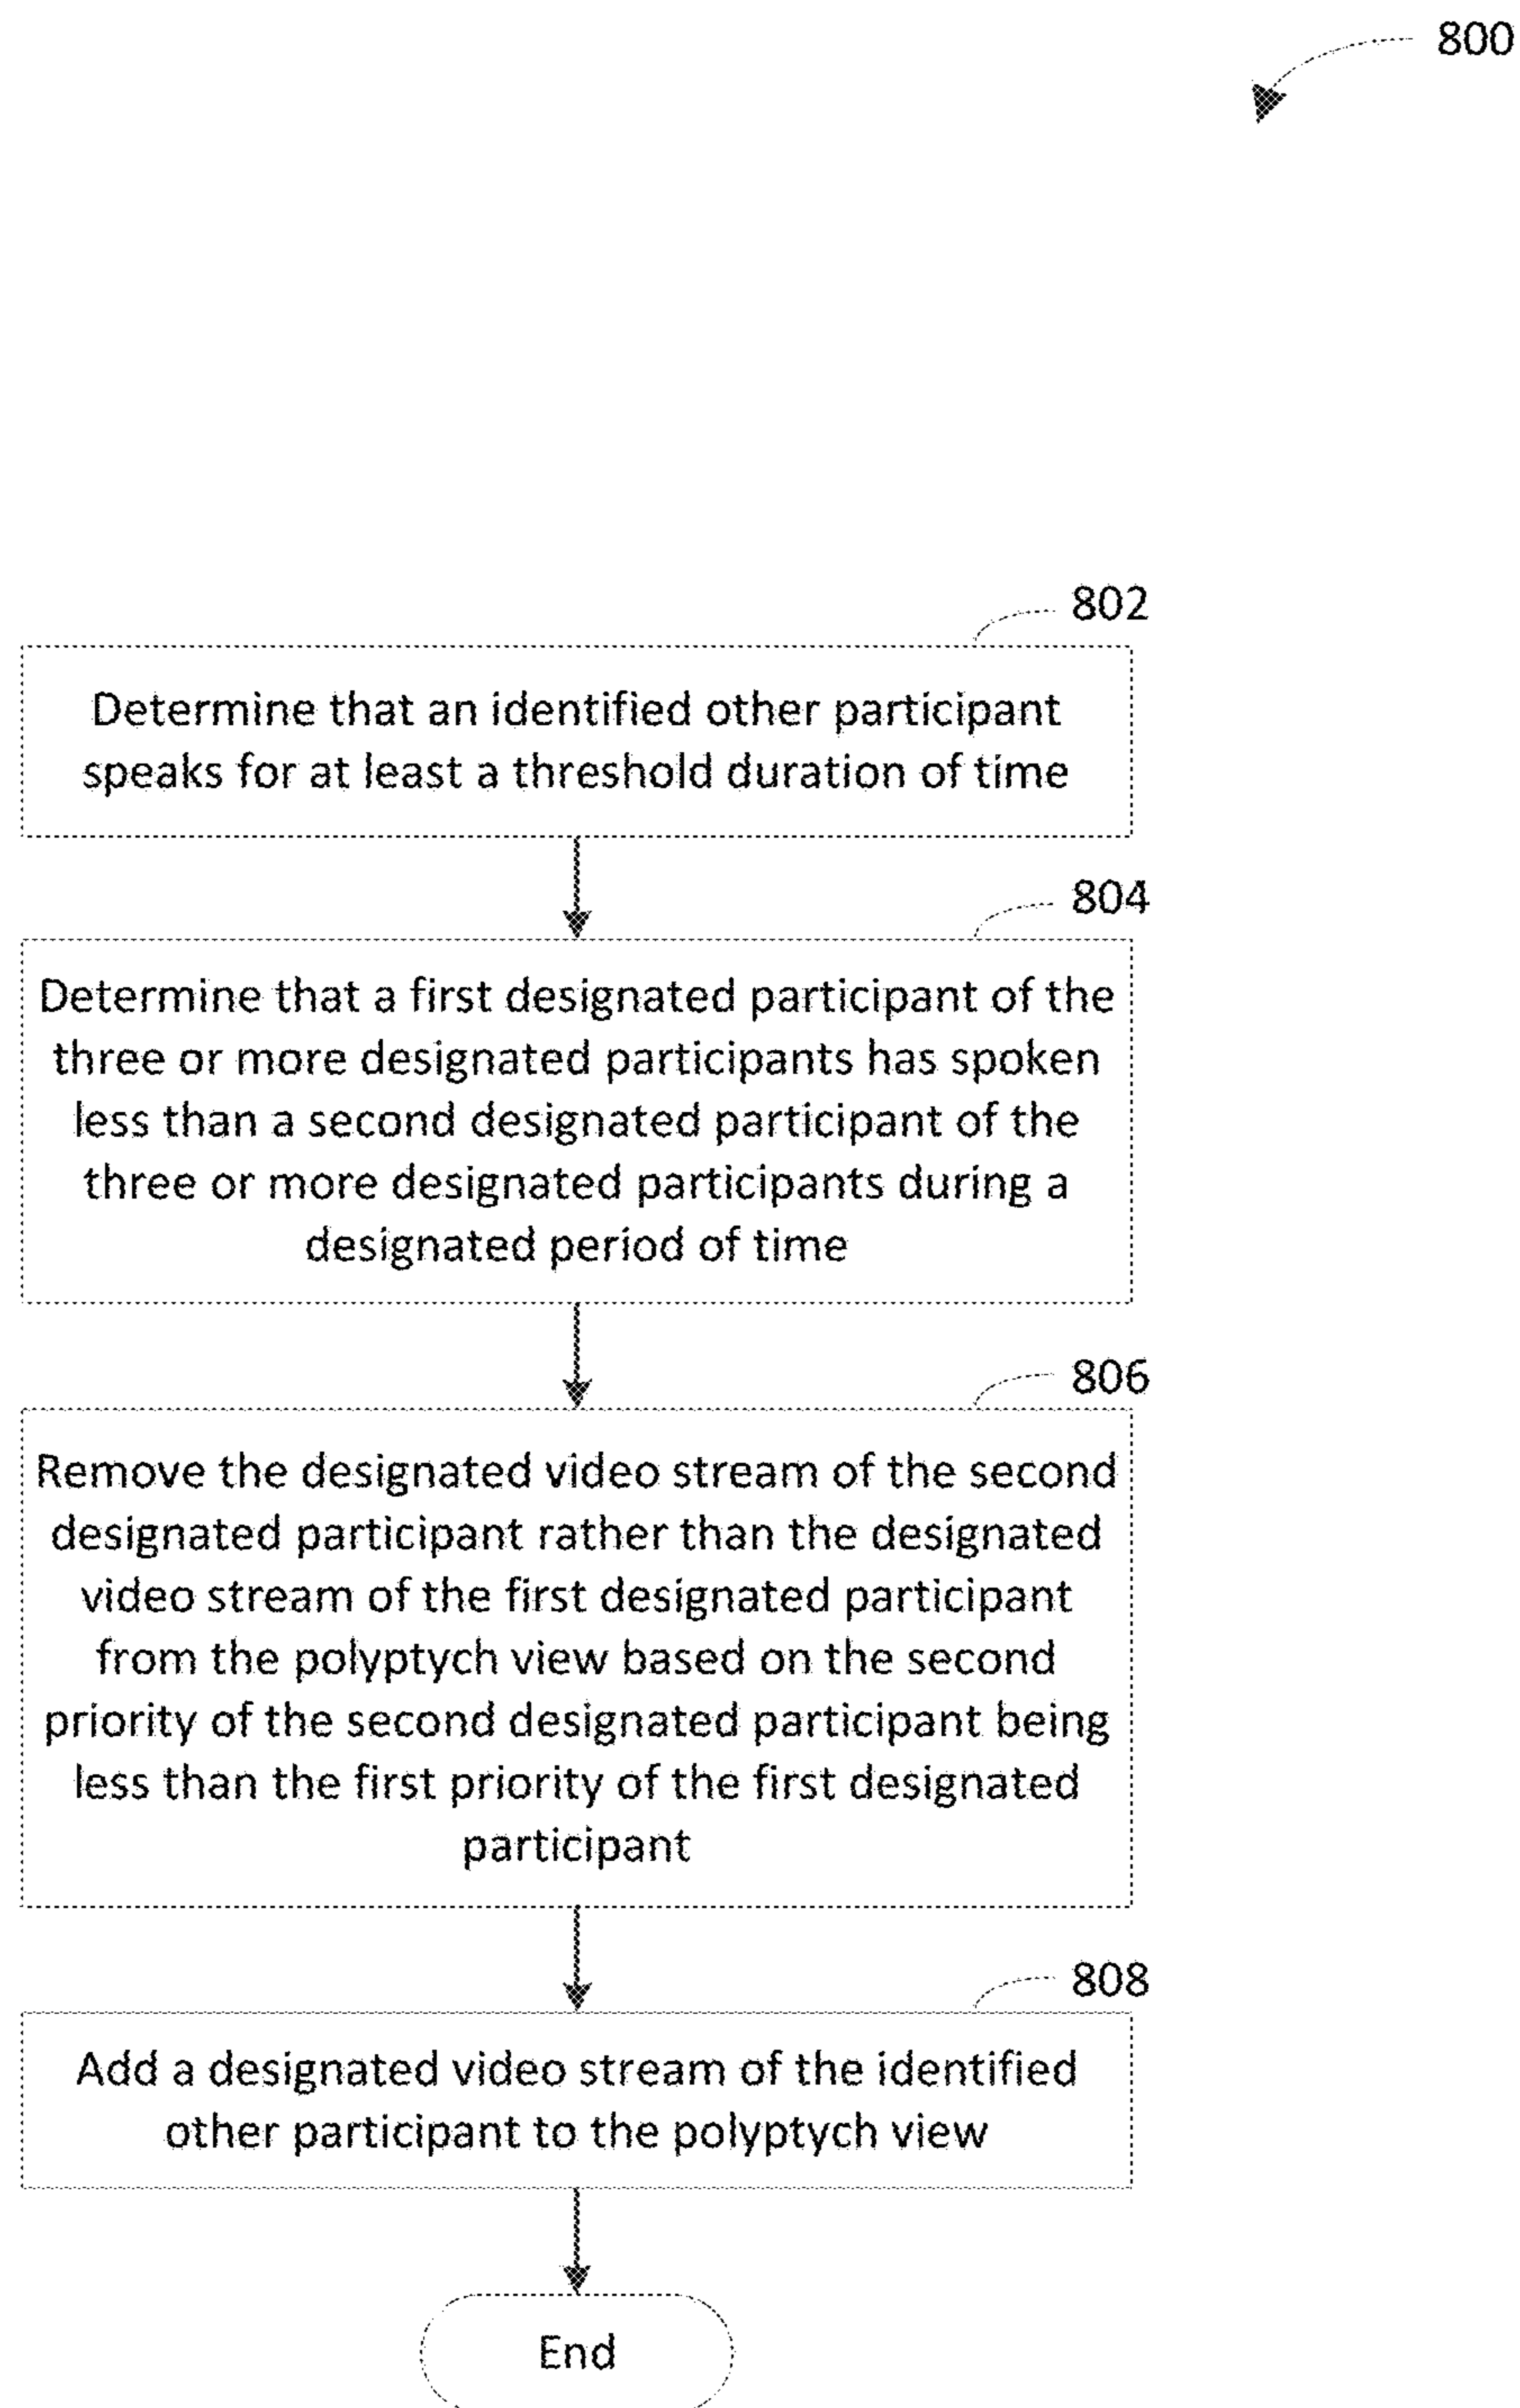 800
802
Determine that an identified other participant
speaks for at least a threshold duration of time
804
Determine that a first designated participant of the
three or more designated participants has spoken
less than a second designated participant of the
three or more designated participants during a
designated period of time
806
Remove the designated video stream of the second
designated participant rather than the designated
video stream of the first designated participant
from the polyptych view based on the second
priority of the second designated participant being
less than the first priority of the first designated
participant
808
Add a designated video stream of the identified
other participant to the polyptych view
End